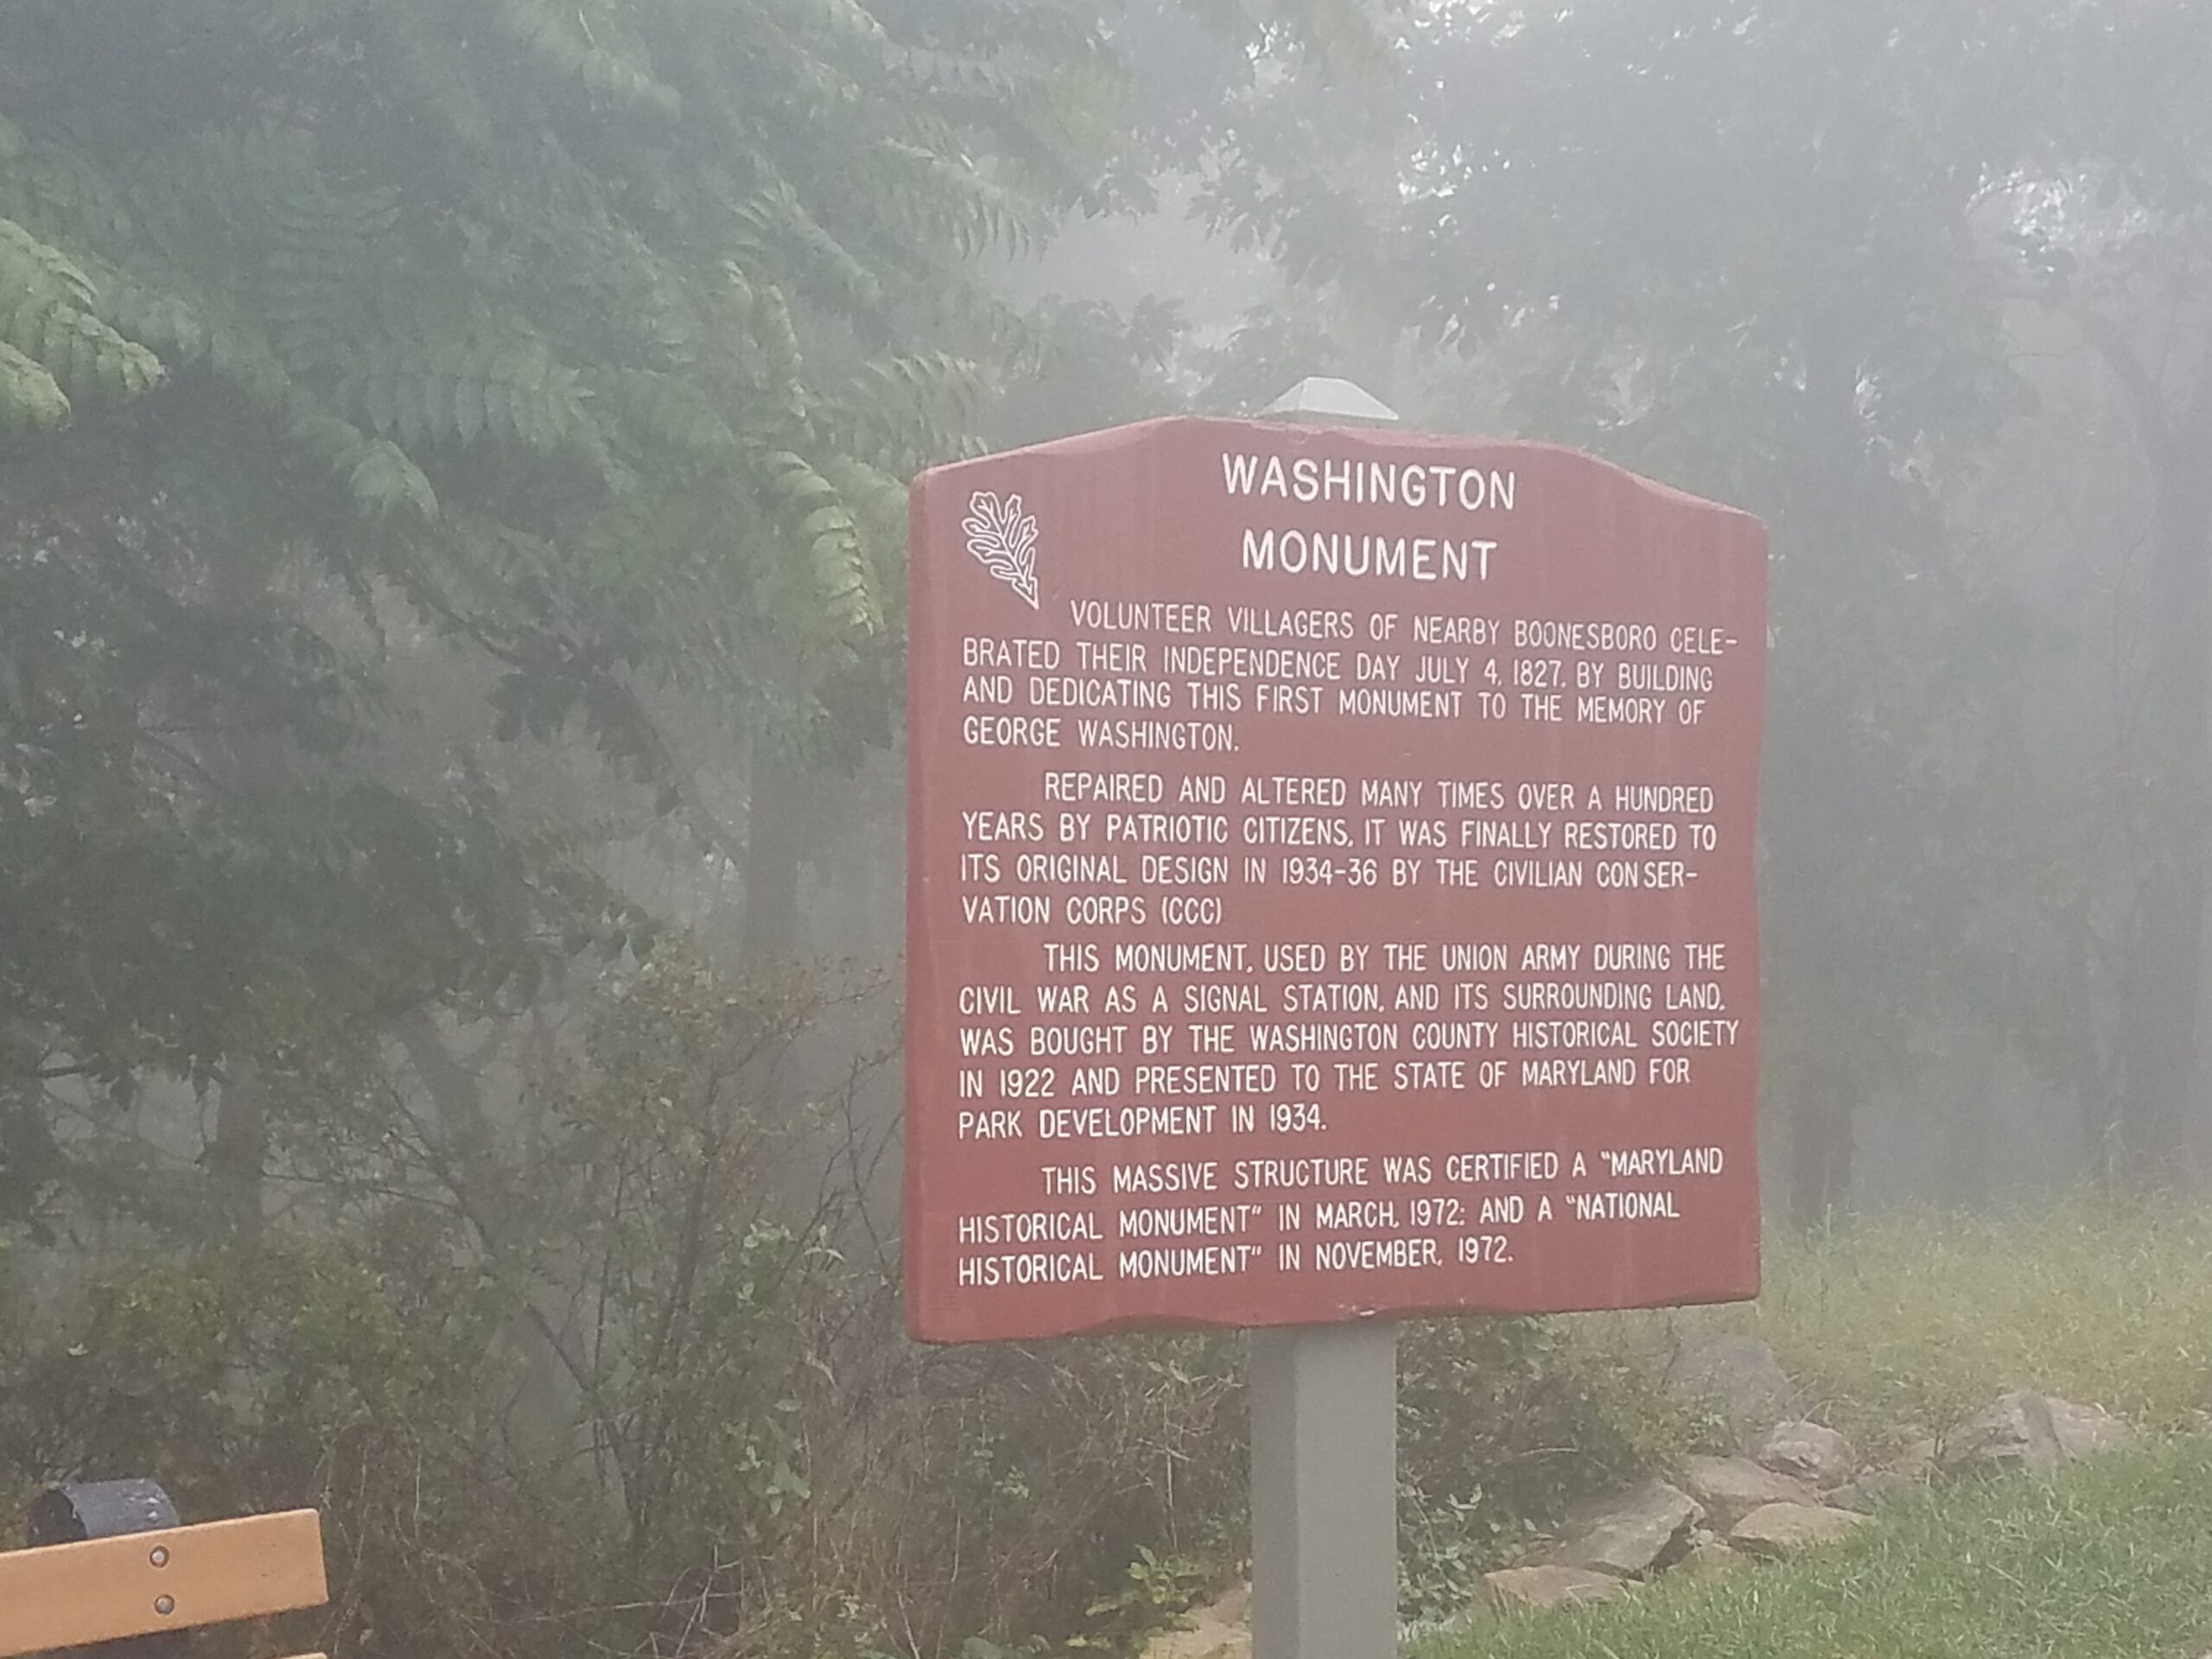 WASHINGTON
MONUMENT
VOLUNTEER VILLAGERS OF NEARBY BOONESBORO CELE-
BRATED THEIR INDEPENDENCE DAY JULY 4, 1827, BY BUILDING
AND DEDICATING THIS FIRST MONUMENT TO THE MEMORY OF
GEORGE WASHINGTON.
REPAIRED AND ALTERED MANY TIMES OVER A HUNDRED
YEARS BY PATRIOTIC CITIZENS, IT WAS FINALLY RESTORED TO
ITS ORIGINAL DESIGN IN 1934-36 BY THE CIVILIAN CONSER-
VATION CORPS (CCC)
THIS MONUMENT, USED BY THE UNION ARMY DURING THE
CIVIL WAR AS A SIGNAL STATION, AND ITS SURROUNDING LAND,
WAS BOUGHT BY THE WASHINGTON COUNTY HISTORICAL SOCIETY
IN 1922 AND PRESENTED TO THE STATE OF MARYLAND FOR
PARK DEVELOPMENT IN 1934.
THIS MASSIVE STRUCTURE WAS CERTIFIED A "MARYLAND
HISTORICAL MONUMENT" IN MARCH, 1972; AND A "NATIONAL
HISTORICAL MONUMENT" IN NOVEMBER, 1972.